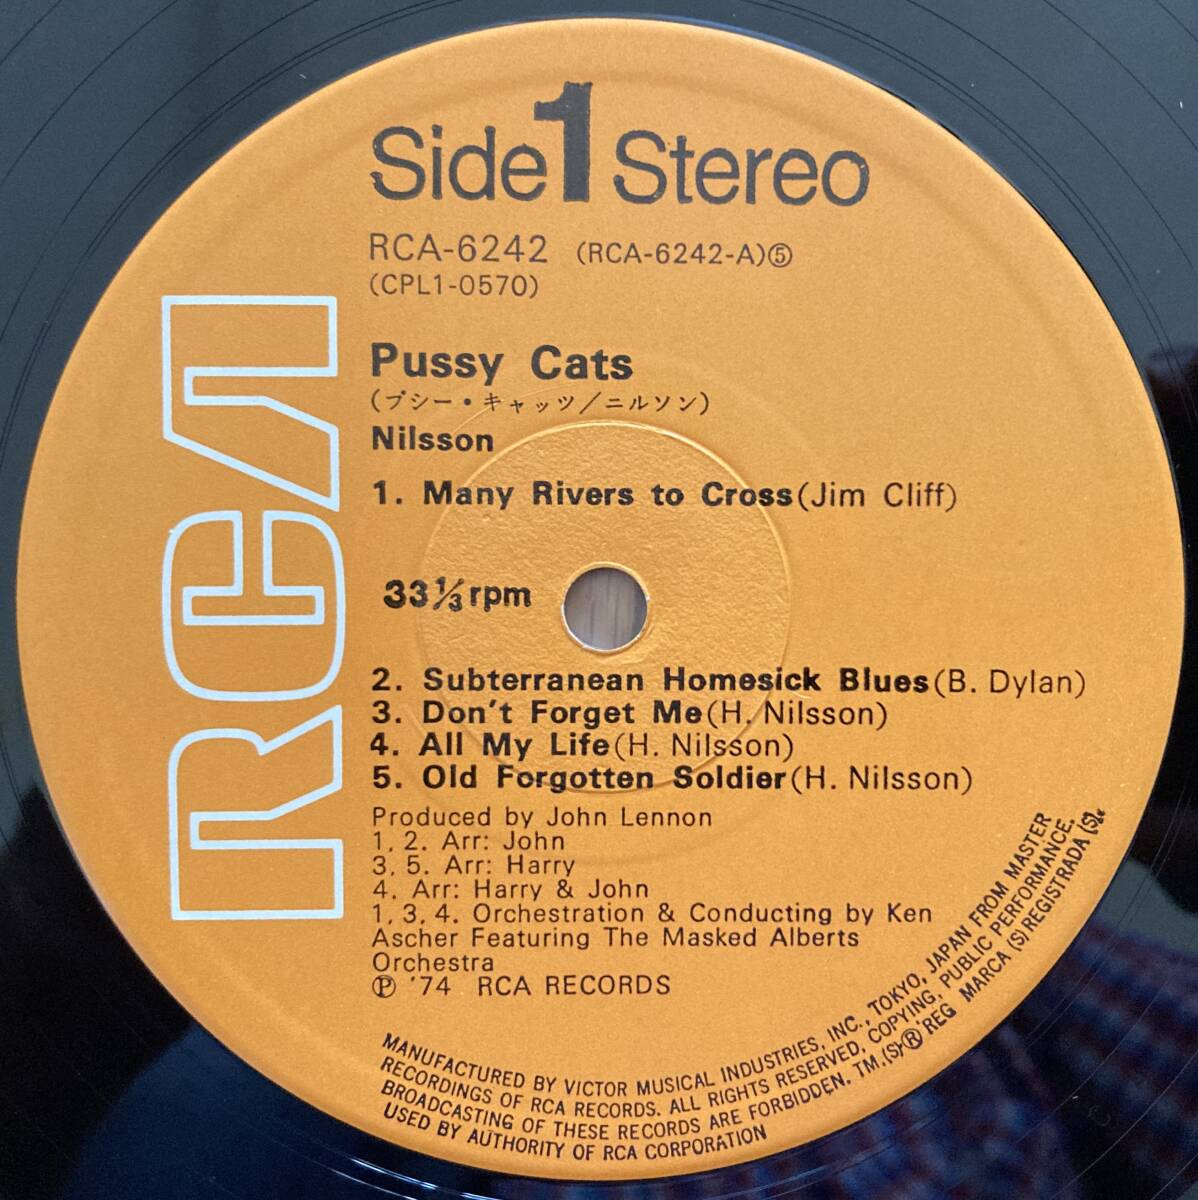 Side 1 Stereo
RCA-6242 (RCA-6242-A)⑤
(CPL1-0570)
RCA
Pussy Cats
(プシー・キャッツ/ニルソン)
Nilsson
1. Many Rivers to Cross(Jim Cliff)
33⅓rpm
2. Subterranean Homesick Blues(B. Dylan)
3. Don't Forget Me(H. Nilsson)
4. All My Life(H. Nilsson)
5. Old Forgotten Soldier(H. Nilsson)
Produced by John Lennon
1, 2. Arr: John
3, 5. Arr: Harry
4. Arr: Harry & John
1, 3, 4. Orchestration & Conducting by Ken
Ascher Featuring The Masked Alberts
Orchestra
℗ '74 RCA RECORDS
MANUFACTURED BY VICTOR MUSICAL INDUSTRIES, INC., TOKYO, JAPAN FROM MASTER
RECORDINGS OF RCA RECORDS. ALL RIGHTS RESERVED, COPYING, PUBLIC PERFORMANCE,
BROADCASTING OF THESE RECORDS ARE FORBIDDEN. TM.(S)-® REG MARCA (S) REGISTRADA (S).
USED BY AUTHORITY OF RCA CORPORATION